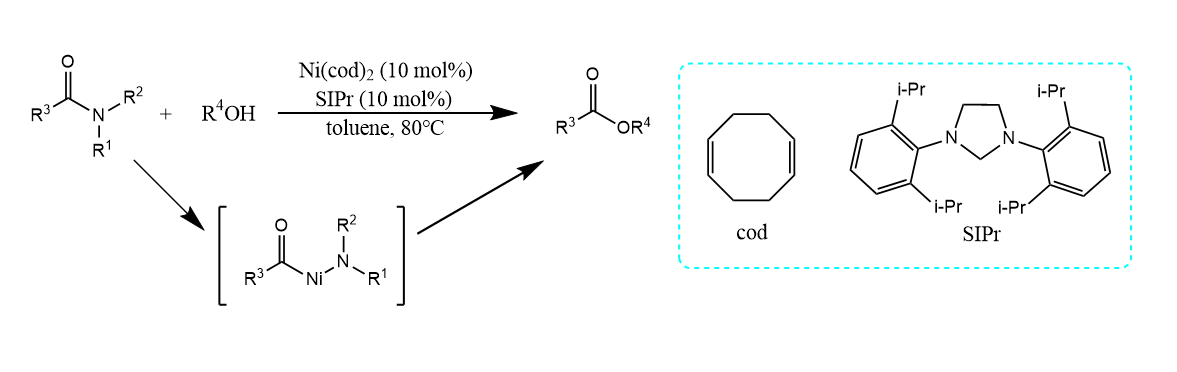 O
R³
N
R²
R¹
+
R⁴OH
Ni(cod)₂ (10 mol%)
SIPr (10 mol%)
toluene, 80°C
O
R³
OR⁴
O
R³
Ni
N
R²
R¹
cod
i-Pr
i-Pr
N
N
i-Pr
i-Pr
SIPr